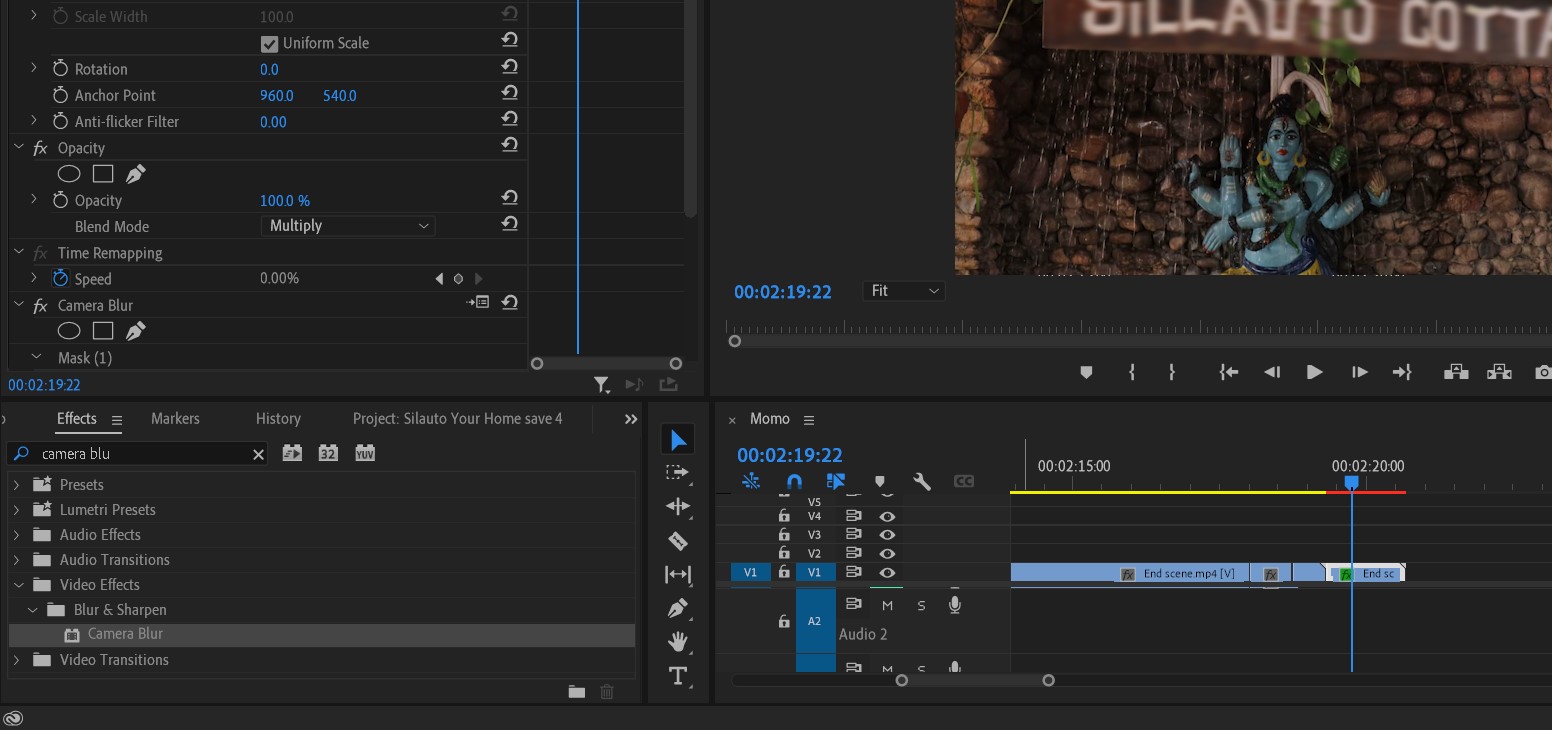 Scale Width 100.0
Uniform Scale
Rotation 0.0
Anchor Point 960.0 540.0
Anti-flicker Filter 0.00
fx Opacity
Opacity 100.0 %
Blend Mode Multiply
fx Time Remapping
Speed 0.00%
fx Camera Blur
Mask (1)
00:02:19:22
SILLAUTO COTTA
00:02:19:22 Fit
Effects Markers History Project: Silauto Your Home save 4
camera blu 32 YUV
Presets
Lumetri Presets
Audio Effects
Audio Transitions
Video Effects
Blur & Sharpen
Camera Blur
Video Transitions
T
Momo
00:02:19:22
CC
00:02:15:00 00:02:20:00
V5
V4
V3
V2
V1 V1 fx End scene.mp4 [V] fx fx End sc
A2 M S
Audio 2
M S